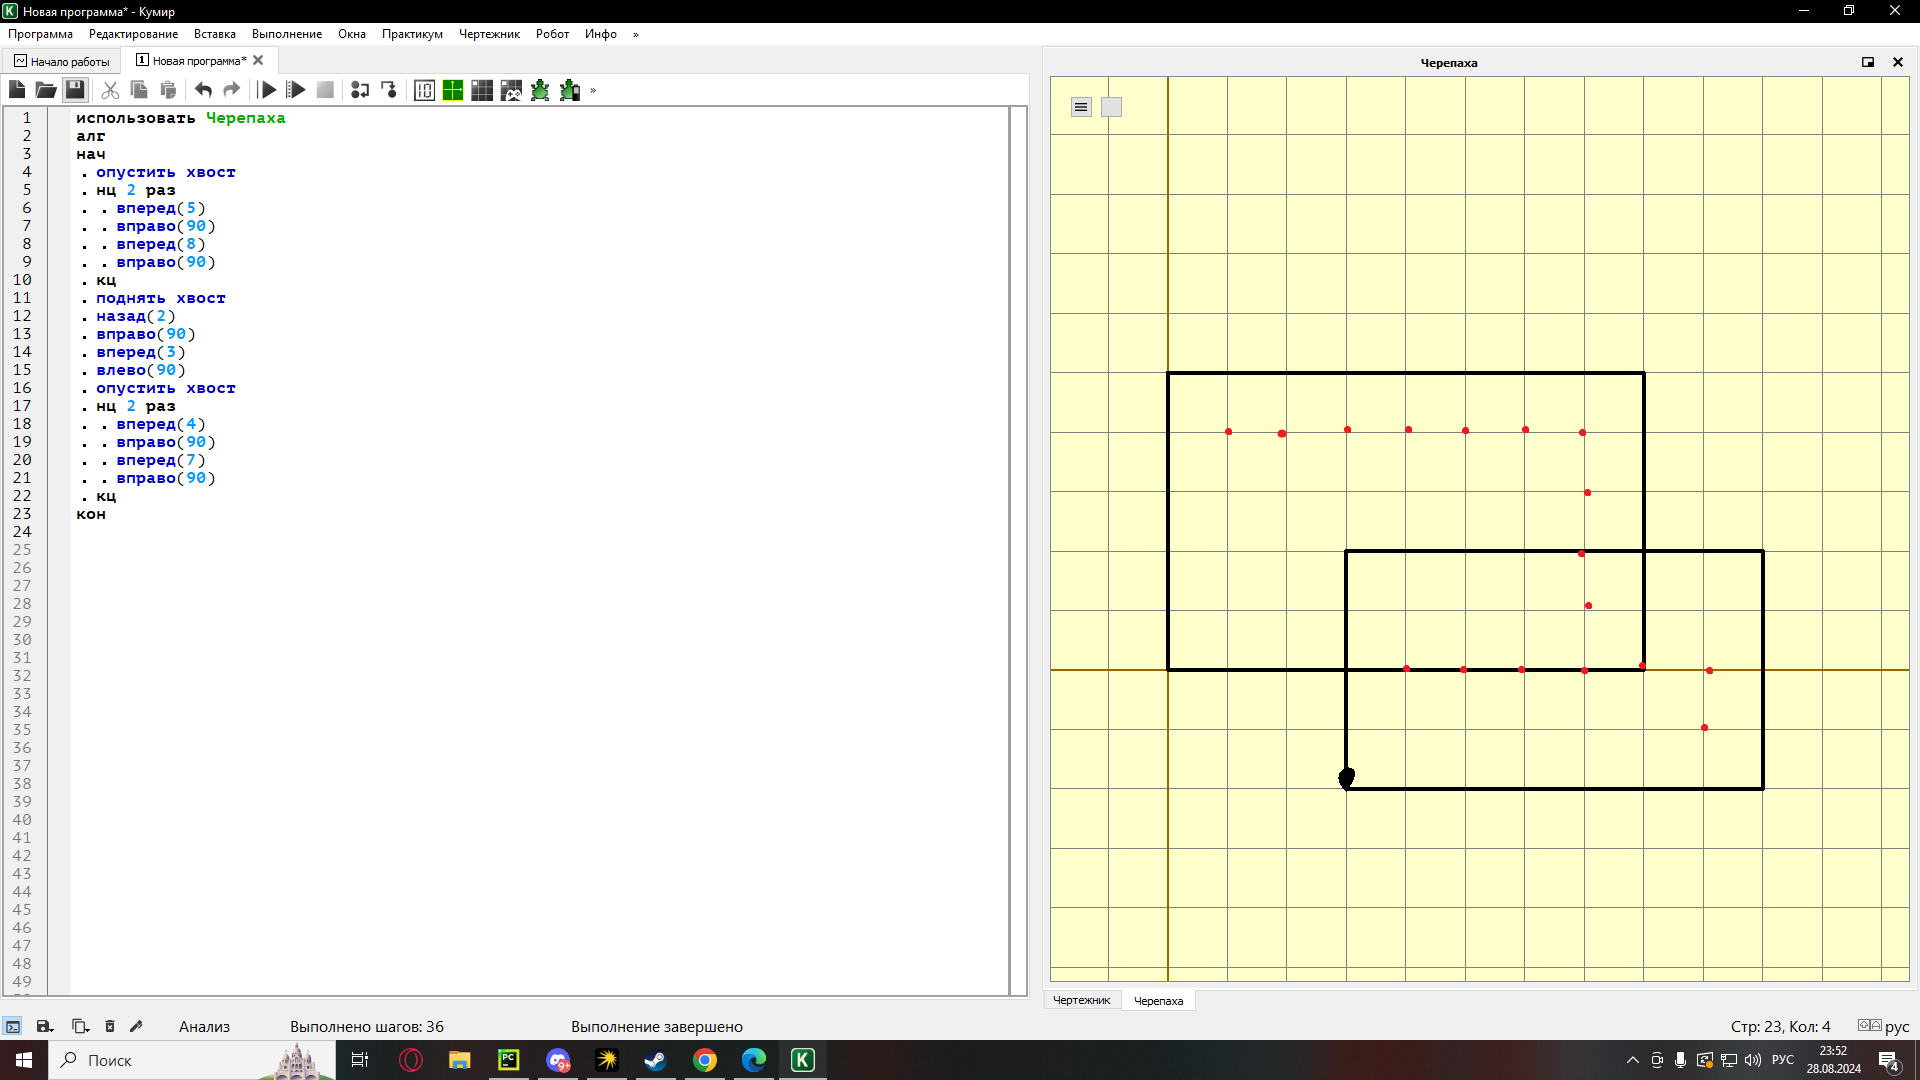 Новая программа* - Кумир
Программа Редактирование Вставка Выполнение Окна Практикум Чертежник Робот Инфо »
Начало работы 1 Новая программа*
»
1 использовать Черепаха
2 алг
3 нач
4 . опустить хвост
5 . нц 2 раз
6 . . вперед(5)
7 . . вправо(90)
8 . . вперед(8)
9 . . вправо(90)
10 . кц
11 . поднять хвост
12 . назад(2)
13 . вправо(90)
14 . вперед(3)
15 . влево(90)
16 . опустить хвост
17 . нц 2 раз
18 . . вперед(4)
19 . . вправо(90)
20 . . вперед(7)
21 . . вправо(90)
22 . кц
23 кон
24
25
26
27
28
29
30
31
32
33
34
35
36
37
38
39
40
41
42
43
44
45
46
47
48
49
Черепаха
Чертежник Черепаха
Анализ Выполнено шагов: 36 Выполнение завершено Стр: 23, Кол: 4 рус
Поиск
PC
9+
K
РУС
23:52
28.08.2024
4